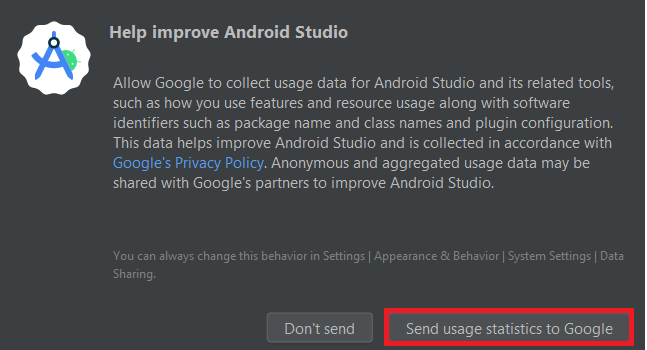 Help improve Android Studio
Allow Google to collect usage data for Android Studio and its related tools,
such as how you use features and resource usage along with software
identifiers such as package name and class names and plugin configuration.
This data helps improve Android Studio and is collected in accordance with
Google's Privacy Policy. Anonymous and aggregated usage data may be
shared with Google's partners to improve Android Studio.
You can always change this behavior in Settings | Appearance & Behavior | System Settings | Data
Sharing.
Don't send
Send usage statistics to Google